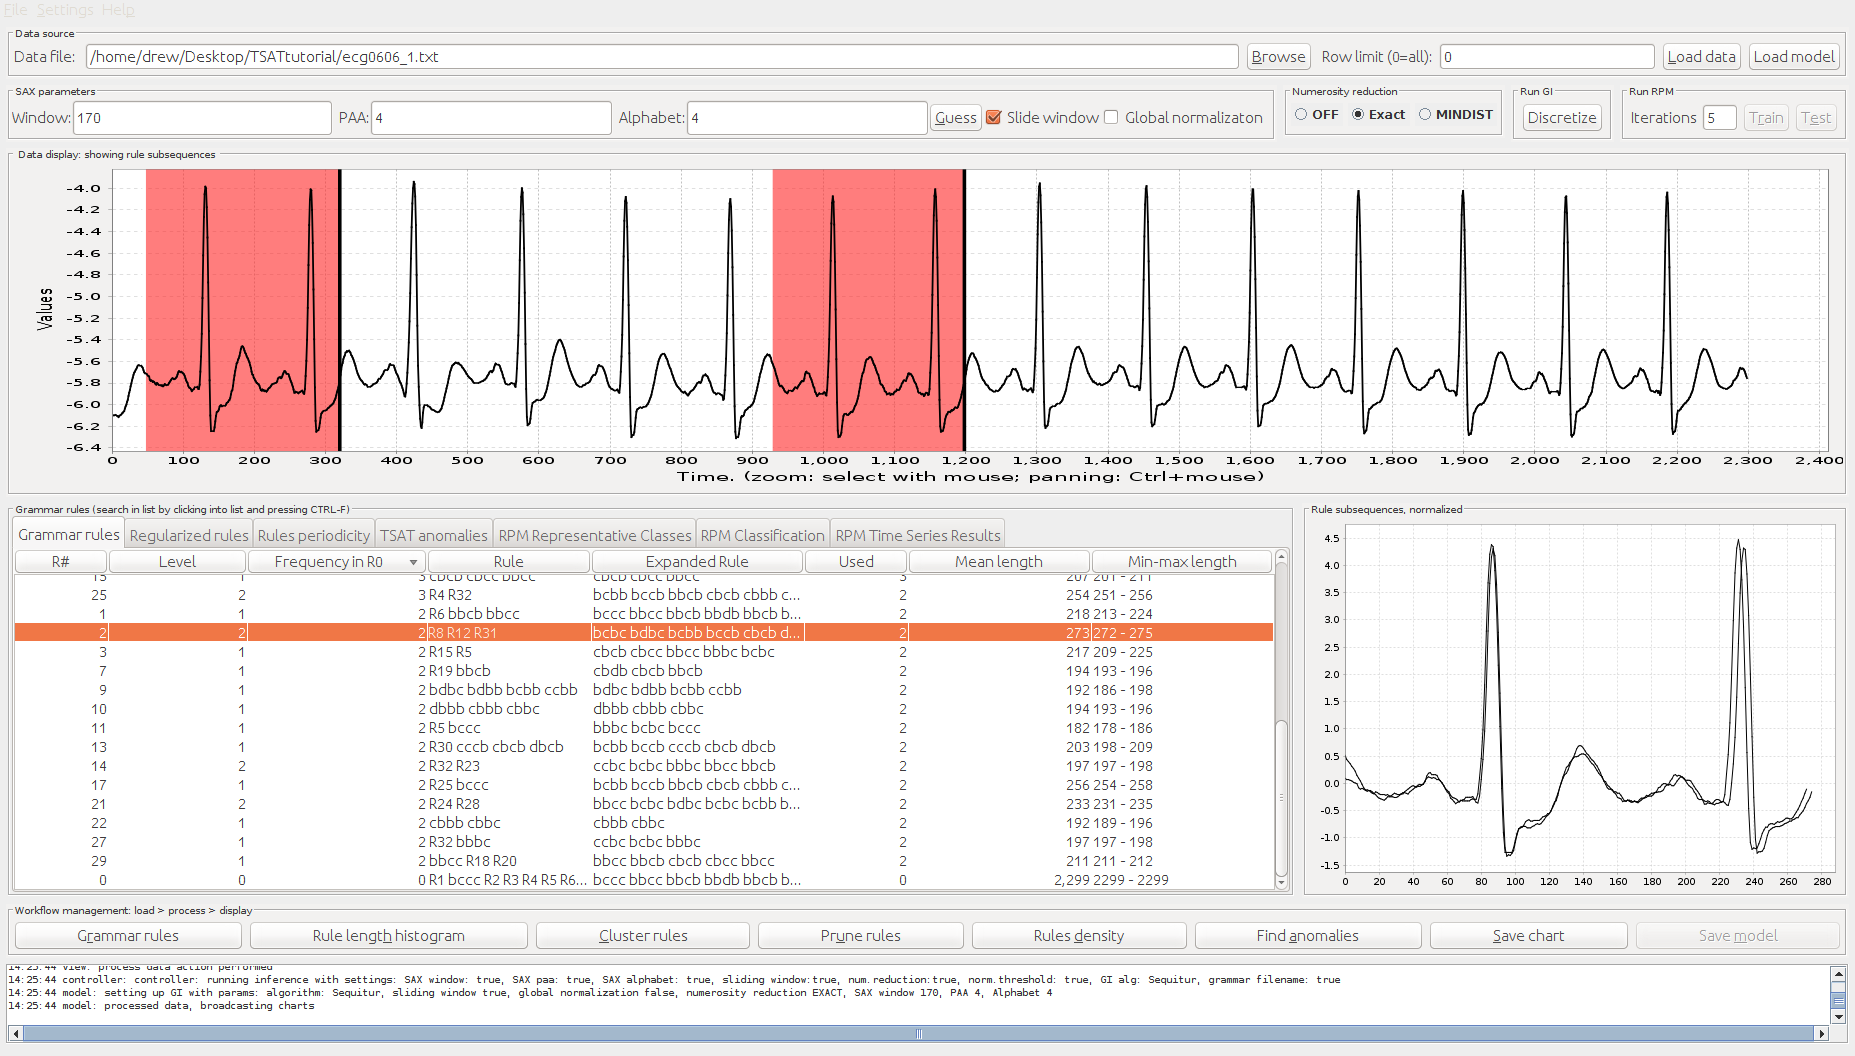 File Settings Help
Data source
Data file: /home/drew/Desktop/TSATtutorial/ecg0606_1.txt Browse Row limit (0=all): 0 Load data Load model
SAX parameters Numerosity reduction Run GI Run RPM
Window: 170 PAA: 4 Alphabet: 4 Guess Slide window Global normalizaton OFF Exact MINDIST Discretize Iterations 5 Train Test
Data display: showing rule subsequences
-4.0
-4.2
-4.4
-4.6
-4.8
-5.0
-5.2
-5.4
-5.6
-5.8
-6.0
-6.2
-6.4
Values
0 100 200 300 400 500 600 700 800 900 1,000 1,100 1,200 1,300 1,400 1,500 1,600 1,700 1,800 1,900 2,000 2,100 2,200 2,300 2,400
Time. (zoom: select with mouse; panning: Ctrl+mouse)
Grammar rules (search in list by clicking into list and pressing CTRL-F)
Grammar rules Regularized rules Rules periodicity TSAT anomalies RPM Representative Classes RPM Classification RPM Time Series Results
R# Level Frequency in R0 Rule Expanded Rule Used Mean length Min-max length
15 1 3 cbcb cbcc bbcc cbcb cbcc bbcc 3 207 201 - 211
25 2 3 R4 R32 bcbb bccb bbcb cbcb cbbb c... 2 254 251 - 256
1 1 2 R6 bbcb bbcc bccc bbcc bbcb bbdb bbcb b... 2 218 213 - 224
2 2 2 R8 R12 R31 bcbc bdbc bcbb bccb cbcb d... 2 273 272 - 275
3 1 2 R15 R5 cbcb cbcc bbcc bbbc bcbc 2 217 209 - 225
7 1 2 R19 bbcb cbdb cbcb bbcb 2 194 193 - 196
9 1 2 bdbc bdbb bcbb ccbb bdbc bdbb bcbb ccbb 2 192 186 - 198
10 1 2 dbbb cbbb cbbc dbbb cbbb cbbc 2 194 193 - 196
11 1 2 R5 bccc bbbc bcbc bccc 2 182 178 - 186
13 1 2 R30 cccb cbcb dbcb bcbb bccb cccb cbcb dbcb 2 203 198 - 209
14 2 2 R32 R23 ccbc bcbc bbbc bbcc bbcb 2 197 197 - 198
17 1 2 R25 bccc bcbb bccb bbcb cbcb cbbb c... 2 256 254 - 258
21 2 2 R24 R28 bbcc bcbc bdbc bcbc bcbb b... 2 233 231 - 235
22 1 2 cbbb cbbc cbbb cbbc 2 192 189 - 196
27 1 2 R32 bbbc ccbc bcbc bbbc 2 197 197 - 198
29 1 2 bbcc R18 R20 bbcc bbcb cbcb cbcc bbcc 2 211 211 - 212
0 0 0 R1 bccc R2 R3 R4 R5 R6... bccc bbcc bbcb bbdb bbcb b... 0 2,299 2299 - 2299
Rule subsequences, normalized
4.5
4.0
3.5
3.0
2.5
2.0
1.5
1.0
0.5
0.0
-0.5
-1.0
-1.5
0 20 40 60 80 100 120 140 160 180 200 220 240 260 280
Workflow management: load > process > display
Grammar rules Rule length histogram Cluster rules Prune rules Rules density Find anomalies Save chart Save model
14:25:44 view: process data action performed
14:25:44 controller: controller: running inference with settings: SAX window: true, SAX paa: true, SAX alphabet: true, sliding window:true, num.reduction:true, norm.threshold: true, GI alg: Sequitur, grammar filename: true
14:25:44 model: setting up GI with params: algorithm: Sequitur, sliding window true, global normalization false, numerosity reduction EXACT, SAX window 170, PAA 4, Alphabet 4
14:25:44 model: processed data, broadcasting charts